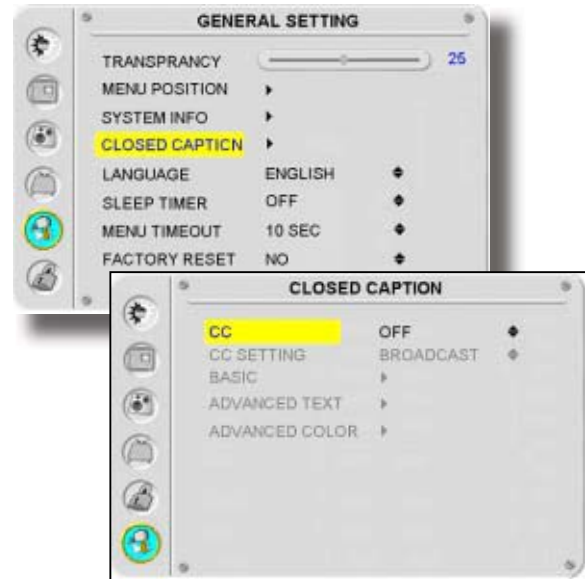 GENERAL SETTING
TRANSPRANCY 25
MENU POSITION
SYSTEM INFO
CLOSED CAPTION
LANGUAGE ENGLISH
SLEEP TIMER OFF
MENU TIMEOUT 10 SEC
FACTORY RESET NO
CLOSED CAPTION
CC OFF
CC SETTING BROADCAST
BASIC
ADVANCED TEXT
ADVANCED COLOR